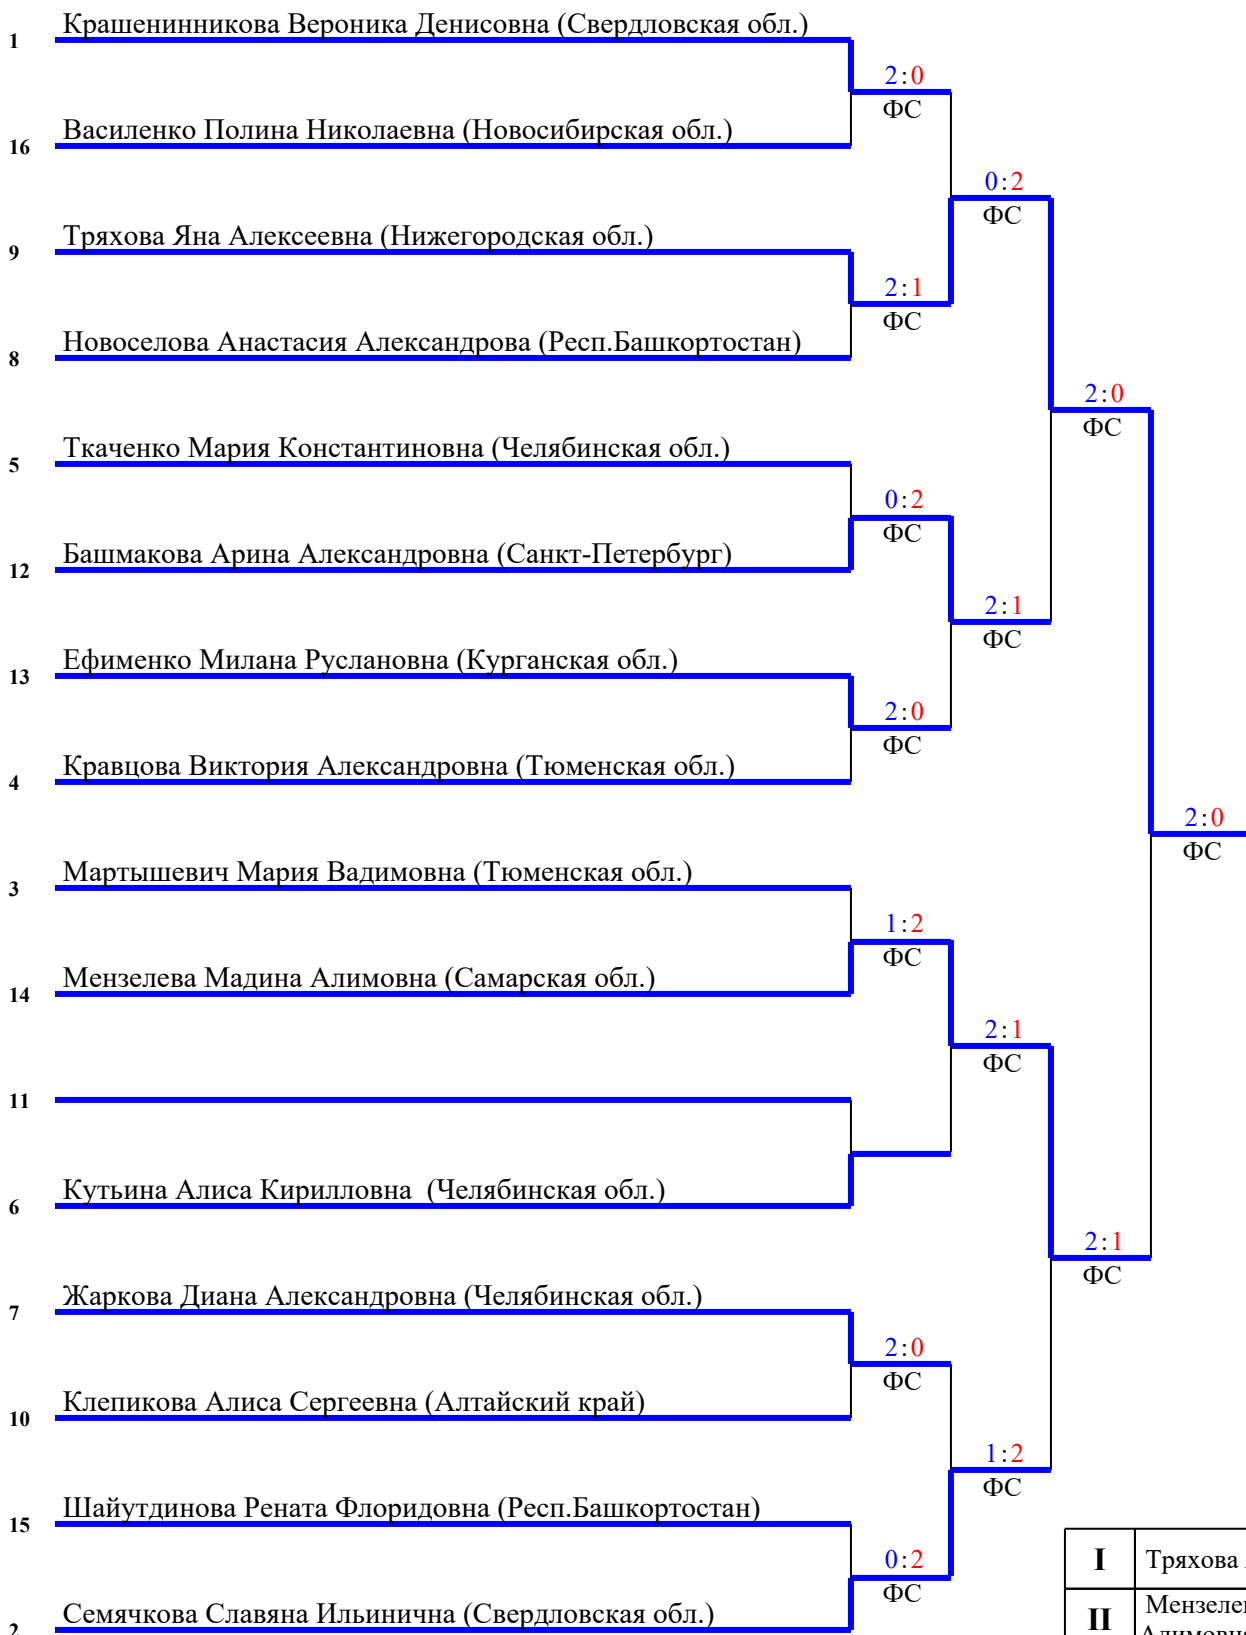 Крашенинникова Вероника Денисовна (Свердловская обл.)
1
2:0
ФС
Василенко Полина Николаевна (Новосибирская обл.)
16
0:2
ФС
Тряхова Яна Алексеевна (Нижегородская обл.)
9
2:1
ФС
Новоселова Анастасия Александрова (Респ.Башкортостан)
8
2:0
ФС
Ткаченко Мария Константиновна (Челябинская обл.)
5
0:2
ФС
Башмакова Арина Александровна (Санкт-Петербург)
12
2:1
ФС
Ефименко Милана Руслановна (Курганская обл.)
13
2:0
ФС
Кравцова Виктория Александровна (Тюменская обл.)
4
2:0
ФС
Мартышевич Мария Вадимовна (Тюменская обл.)
3
1:2
ФС
Мензелева Мадина Алимовна (Самарская обл.)
14
2:1
ФС
11
Кутьина Алиса Кирилловна (Челябинская обл.)
6
2:1
ФС
Жаркова Диана Александровна (Челябинская обл.)
7
2:0
ФС
Клепикова Алиса Сергеевна (Алтайский край)
10
1:2
ФС
Шайутдинова Рената Флоридовна (Респ.Башкортостан)
15
0:2
ФС
I Тряхова
Семячкова Славяна Ильинична (Свердловская обл.)
2
II